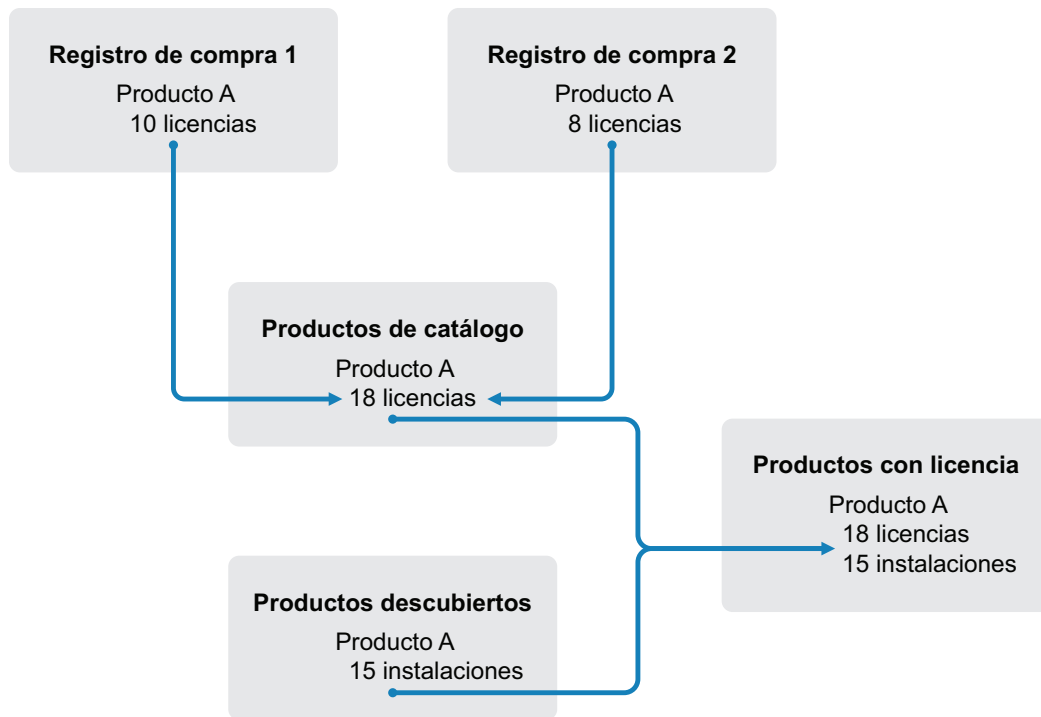 Registro de compra 1
Producto A
10 licencias
Registro de compra 2
Producto A
8 licencias
Productos de catálogo
Producto A
18 licencias
Productos con licencia
Producto A
18 licencias
15 instalaciones
Productos descubiertos
Producto A
15 instalaciones